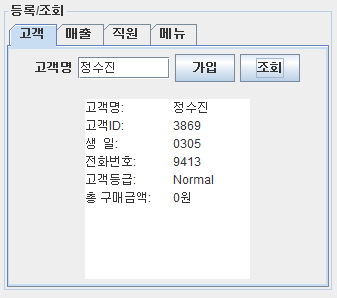 등록/조회
고객 매출 직원 메뉴
고객명 정수진 가입 조회
고객명: 정수진
고객ID: 3869
생 일: 0305
전화번호: 9413
고객등급: Normal
총 구매금액: 0원